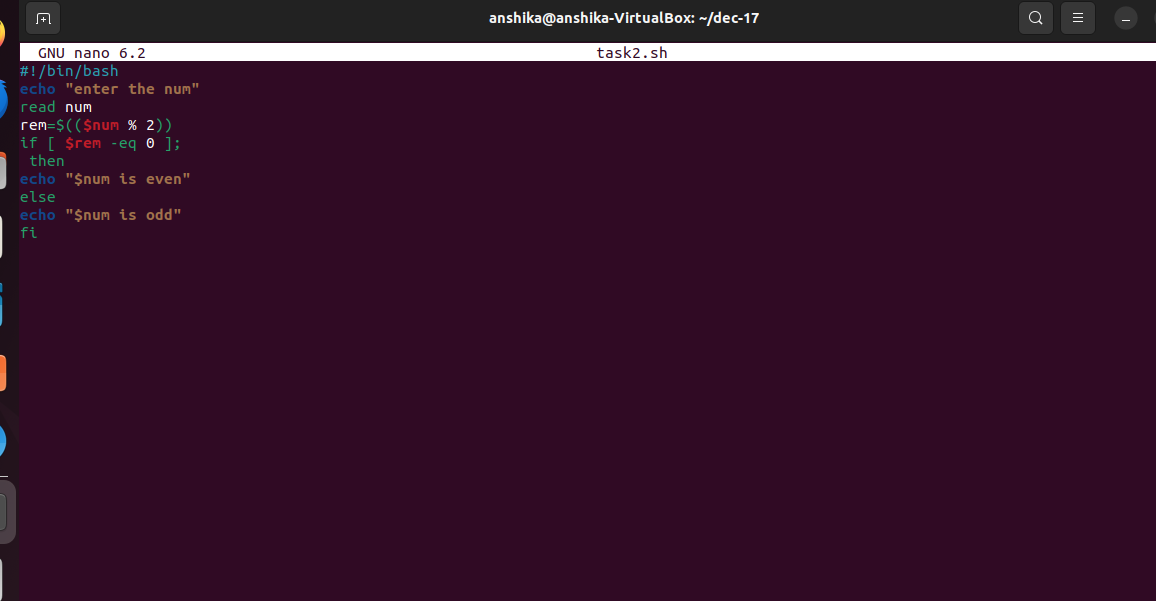 anshika@anshika-VirtualBox: ~/dec-17
GNU nano 6.2 task2.sh
#!/bin/bash
echo "enter the num"
read num
rem=$(($num % 2))
if [ $rem -eq 0 ];
 then
echo "$num is even"
else
echo "$num is odd"
fi